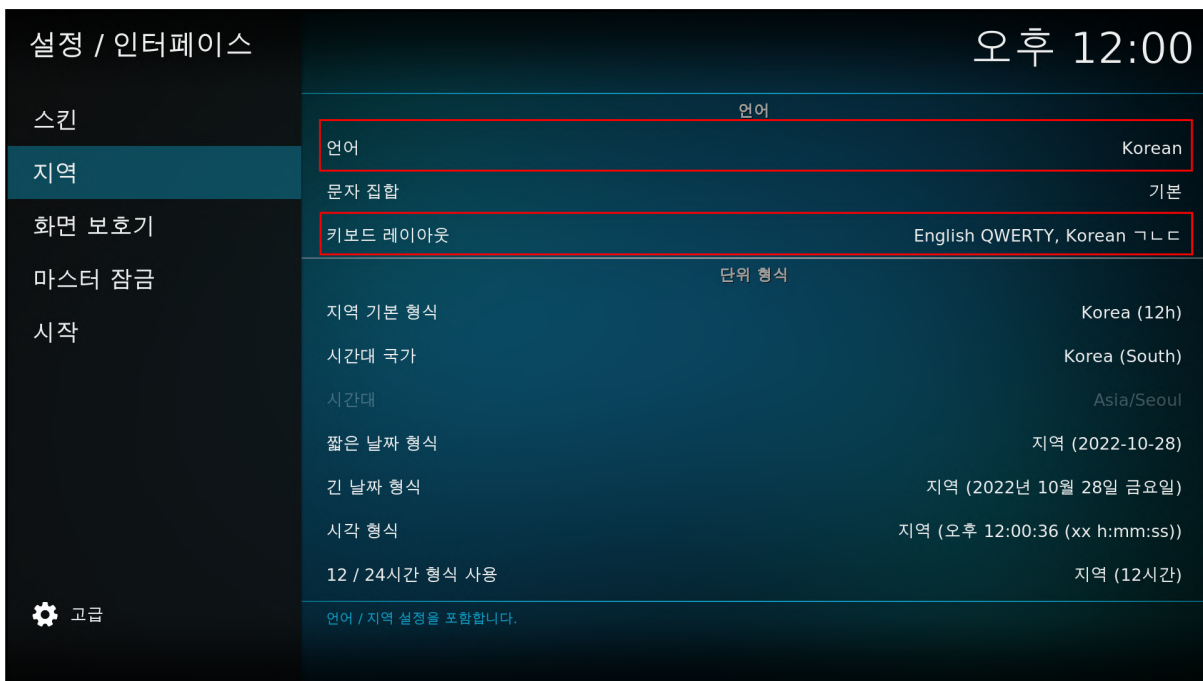 설정 / 인터페이스
오후 12:00
스킨
지역
화면 보호기
마스터 잠금
시작
고급
언어
언어 Korean
문자 집합 기본
키보드 레이아웃 English QWERTY, Korean ㄱㄴㄷ
단위 형식
지역 기본 형식 Korea (12h)
시간대 국가 Korea (South)
시간대 Asia/Seoul
짧은 날짜 형식 지역 (2022-10-28)
긴 날짜 형식 지역 (2022년 10월 28일 금요일)
시각 형식 지역 (오후 12:00:36 (xx h:mm:ss))
12 / 24시간 형식 사용 지역 (12시간)
언어 / 지역 설정을 포함합니다.